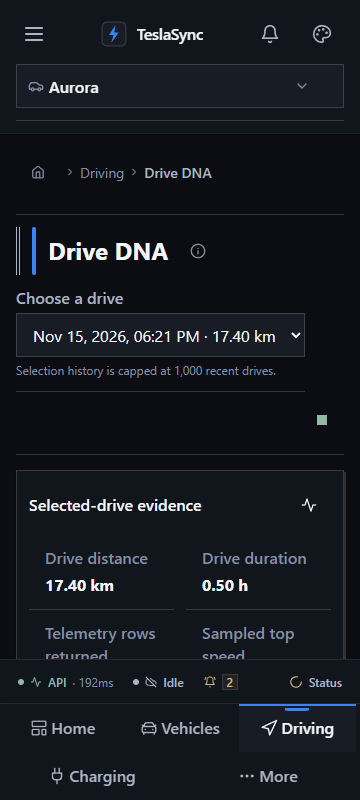 TeslaSync
Aurora
Driving
Drive DNA
Drive DNA
Choose a drive
Nov 15, 2026, 06:21 PM · 17.40 km
Selection history is capped at 1,000 recent drives.
Selected-drive evidence
Drive distance
17.40 km
Drive duration
0.50 h
Telemetry rows
returned
Sampled top
speed
API · 192ms
Idle
2
Status
Home
Vehicles
Driving
Charging
More